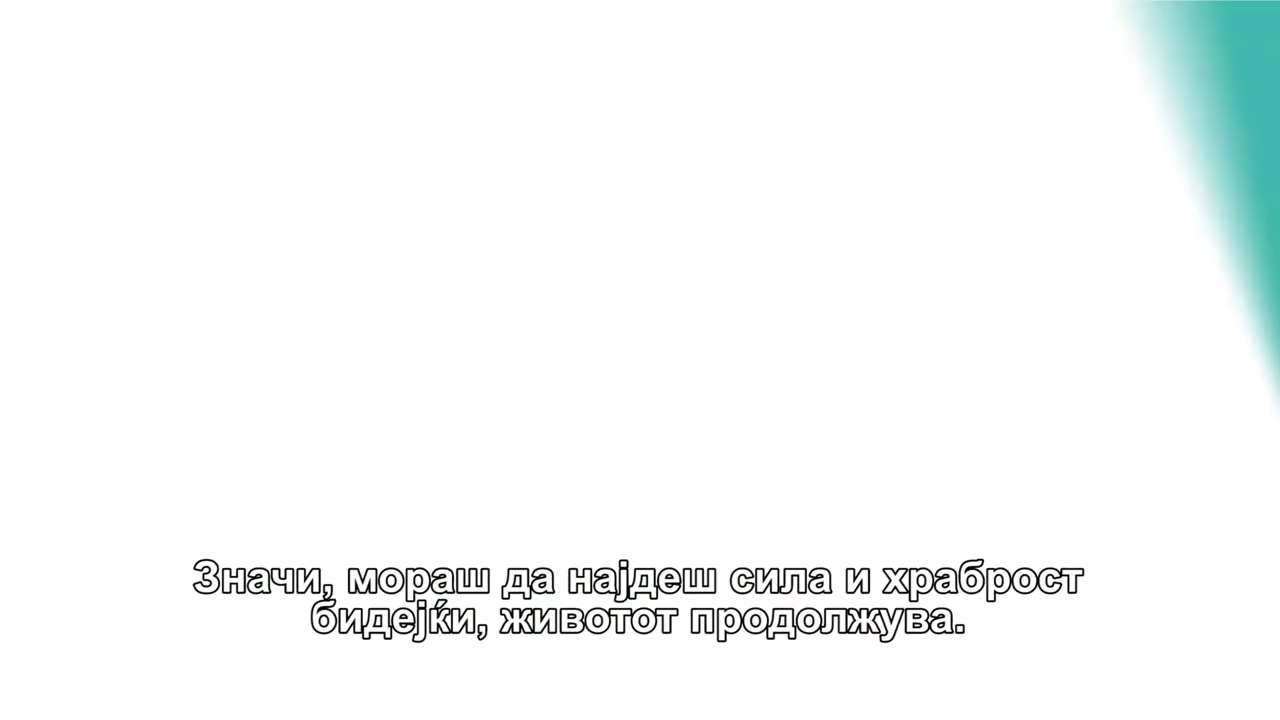 Значи, мораш да најдеш сила и храброст
бидејќи, животот продолжува.